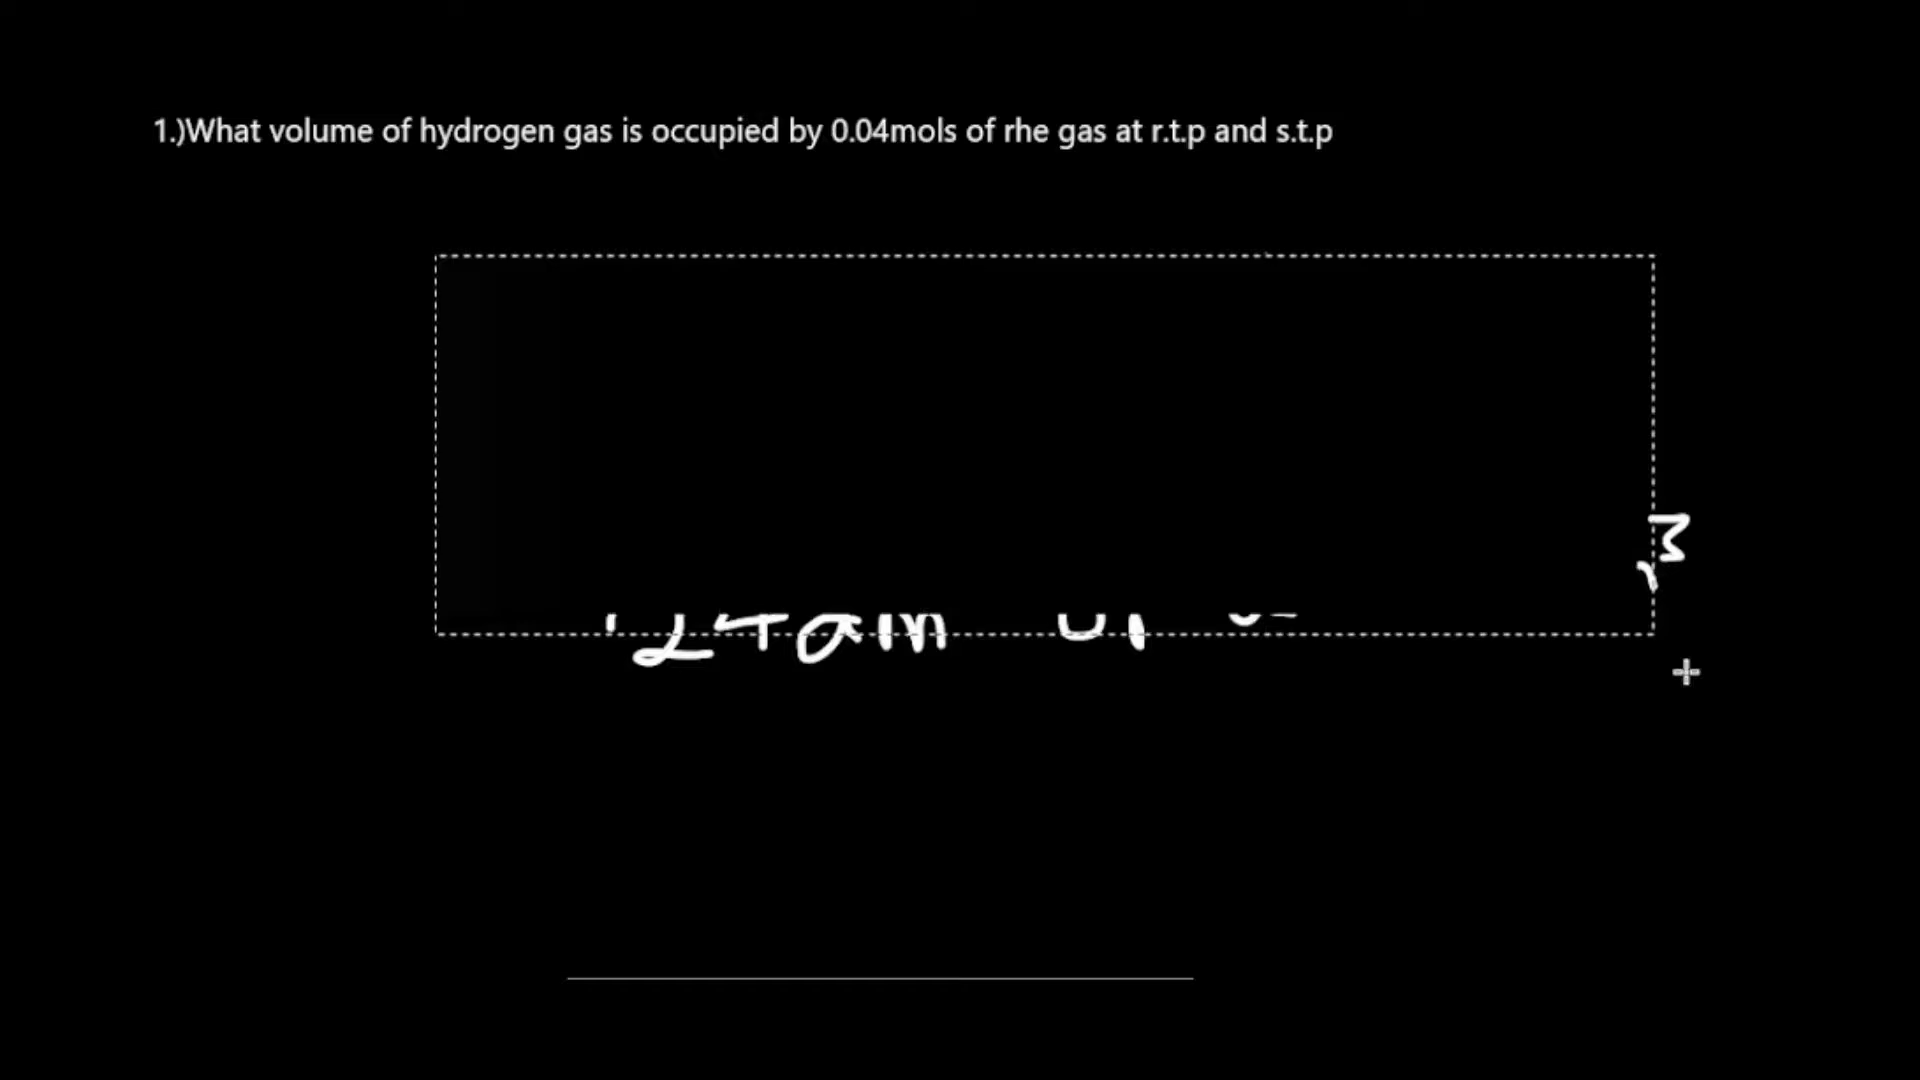 1.)What volume of hydrogen gas is occupied by 0.04mols of rhe gas at r.t.p and s.t.p